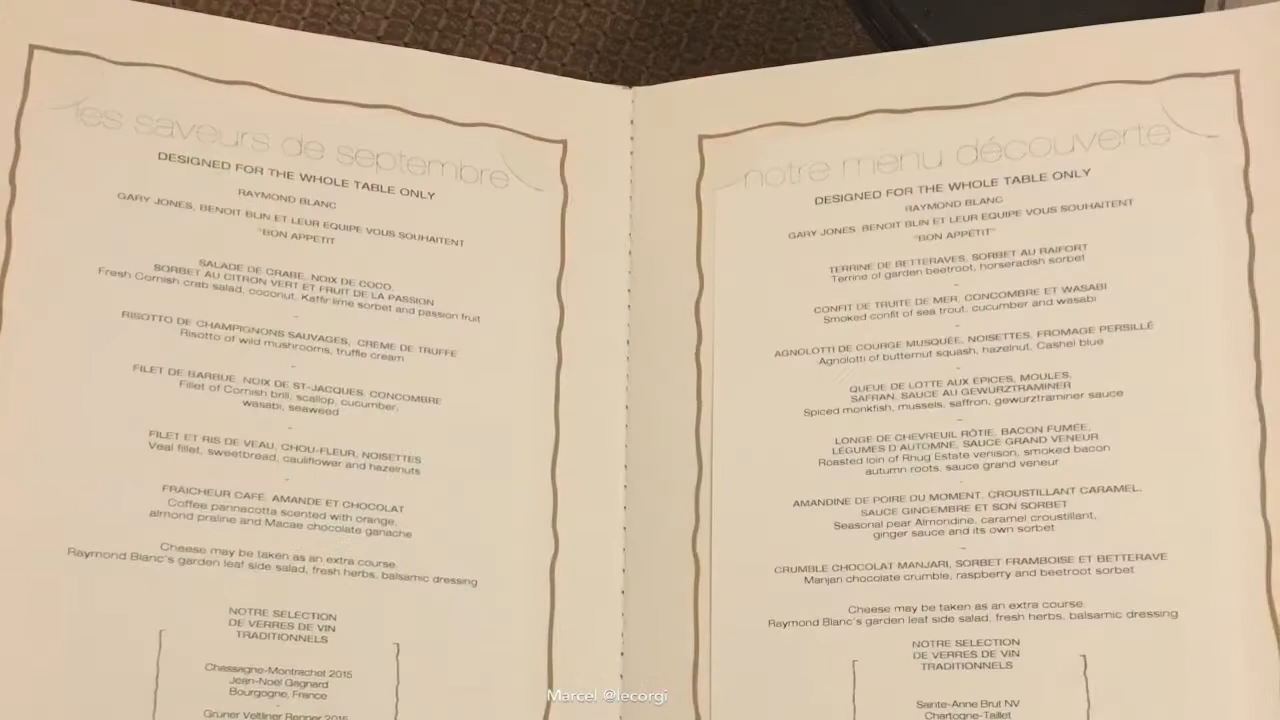 les saveurs de septembre
DESIGNED FOR THE WHOLE TABLE ONLY
RAYMOND BLANC
GARY JONES, BENOIT BLIN ET LEUR EQUIPE VOUS SOUHAITENT
"BON APPÉTIT
SALADE DE CRABE, NOIX DE COCO,
SORBET AU CITRON VERT ET FRUIT DE LA PASSION
Fresh Cornish crab salad, coconut, Kaffir lime sorbet and passion fruit
-
RISOTTO DE CHAMPIGNONS SAUVAGES, CRÈME DE TRUFFE
Risotto of wild mushrooms, truffle cream
-
FILET DE BARBUE, NOIX DE ST-JACQUES, CONCOMBRE
Fillet of Cornish brill, scallop, cucumber,
wasabi, seaweed
-
FILET ET RIS DE VEAU, CHOU-FLEUR, NOISETTES
Veal fillet, sweetbread, cauliflower and hazelnuts
-
FRAÎCHEUR CAFÉ, AMANDE ET CHOCOLAT
Coffee pannacotta scented with orange,
almond praline and Macae chocolate ganache
Cheese may be taken as an extra course.
Raymond Blanc's garden leaf side salad, fresh herbs, balsamic dressing
NOTRE SELECTION
DE VERRES DE VIN
TRADITIONNELS
Chassagne-Montrachet 2015
Jean-Noël Gagnard
Bourgogne, France
-
Grüner Veltliner Renner 2015
notre menu découverte
DESIGNED FOR THE WHOLE TABLE ONLY
RAYMOND BLANC
GARY JONES, BENOIT BLIN ET LEUR EQUIPE VOUS SOUHAITENT
"BON APPÉTIT"
TERRINE DE BETTERAVES, SORBET AU RAIFORT
Terrine of garden beetroot, horseradish sorbet
-
CONFIT DE TRUITE DE MER, CONCOMBRE ET WASABI
Smoked confit of sea trout, cucumber and wasabi
-
AGNOLOTTI DE COURGE MUSQUÉE, NOISETTES, FROMAGE PERSILLÉ
Agnolotti of butternut squash, hazelnut, Cashel blue
-
QUEUE DE LOTTE AUX ÉPICES, MOULES,
SAFRAN, SAUCE AU GEWURZTRAMINER
Spiced monkfish, mussels, saffron, gewurztraminer sauce
-
LONGE DE CHEVREUIL RÔTIE, BACON FUMÉE,
LÉGUMES D'AUTOMNE, SAUCE GRAND VENEUR
Roasted loin of Rhug Estate venison, smoked bacon
autumn roots, sauce grand veneur
-
AMANDINE DE POIRE DU MOMENT, CROUSTILLANT CARAMEL,
SAUCE GINGEMBRE ET SON SORBET
Seasonal pear Almondine, caramel croustillant,
ginger sauce and its own sorbet
-
CRUMBLE CHOCOLAT MANJARI, SORBET FRAMBOISE ET BETTERAVE
Manjari chocolate crumble, raspberry and beetroot sorbet
Cheese may be taken as an extra course.
Raymond Blanc's garden leaf side salad, fresh herbs, balsamic dressing
NOTRE SELECTION
DE VERRES DE VIN
TRADITIONNELS
Sainte-Anne Brut NV
Chartogne-Taillet
Marcel @lecorgi